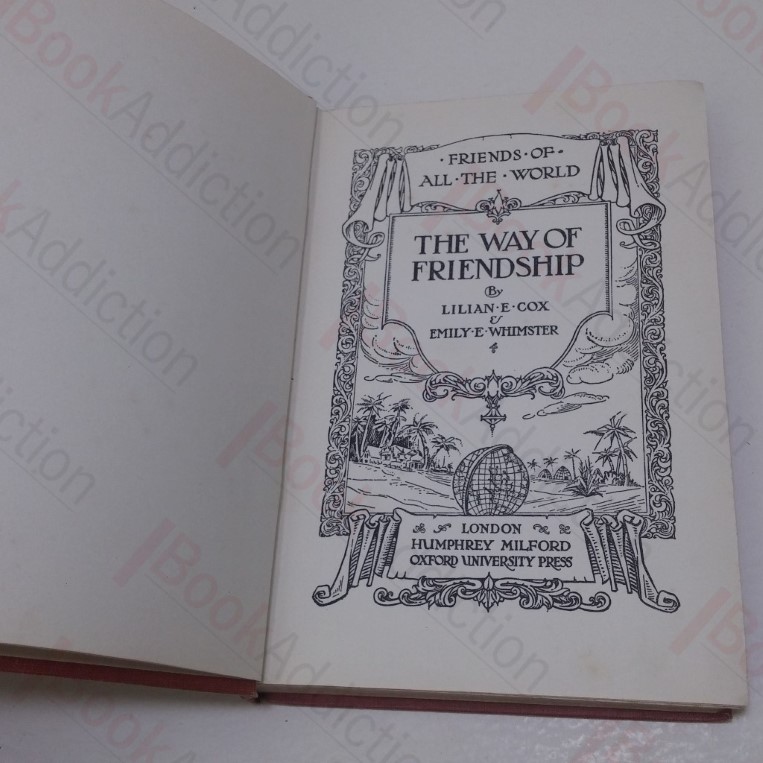 ·FRIENDS·OF·
ALL·THE·WORLD
THE WAY OF
FRIENDSHIP
By
LILIAN·E·COX
&
EMILY·E·WHIMSTER
LONDON
HUMPHREY MILFORD
OXFORD UNIVERSITY PRESS
BookAddiction